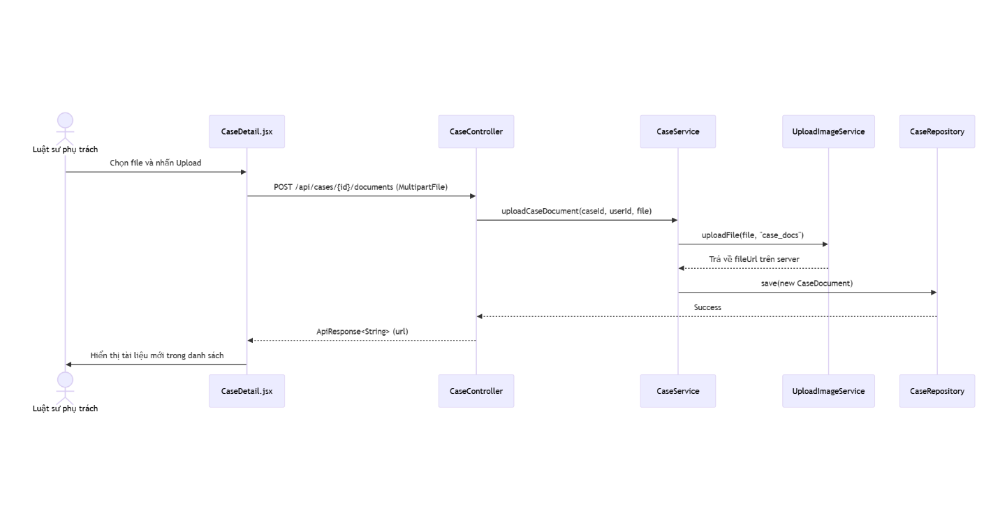 CaseDetail.jsx
CaseController
CaseService
UploadImageService
CaseRepository
Luật sư phụ trách
Chọn file và nhấn Upload
POST /api/cases/{id}/documents (MultipartFile)
uploadCaseDocument(caseId, userId, file)
uploadFile(file, "case_docs")
Trả về fileUrl trên server
save(new CaseDocument)
Success
ApiResponse<String> (url)
Hiển thị tài liệu mới trong danh sách
CaseDetail.jsx
CaseController
CaseService
UploadImageService
CaseRepository
Luật sư phụ trách